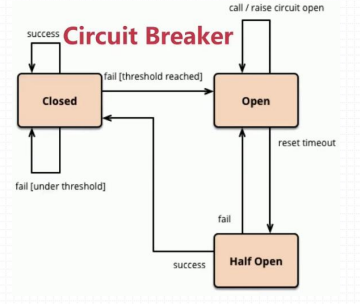 call / raise circuit open
success
Circuit Breaker
fail [threshold reached]
Closed
Open
reset timeout
fail [under threshold]
fail
success
Half Open